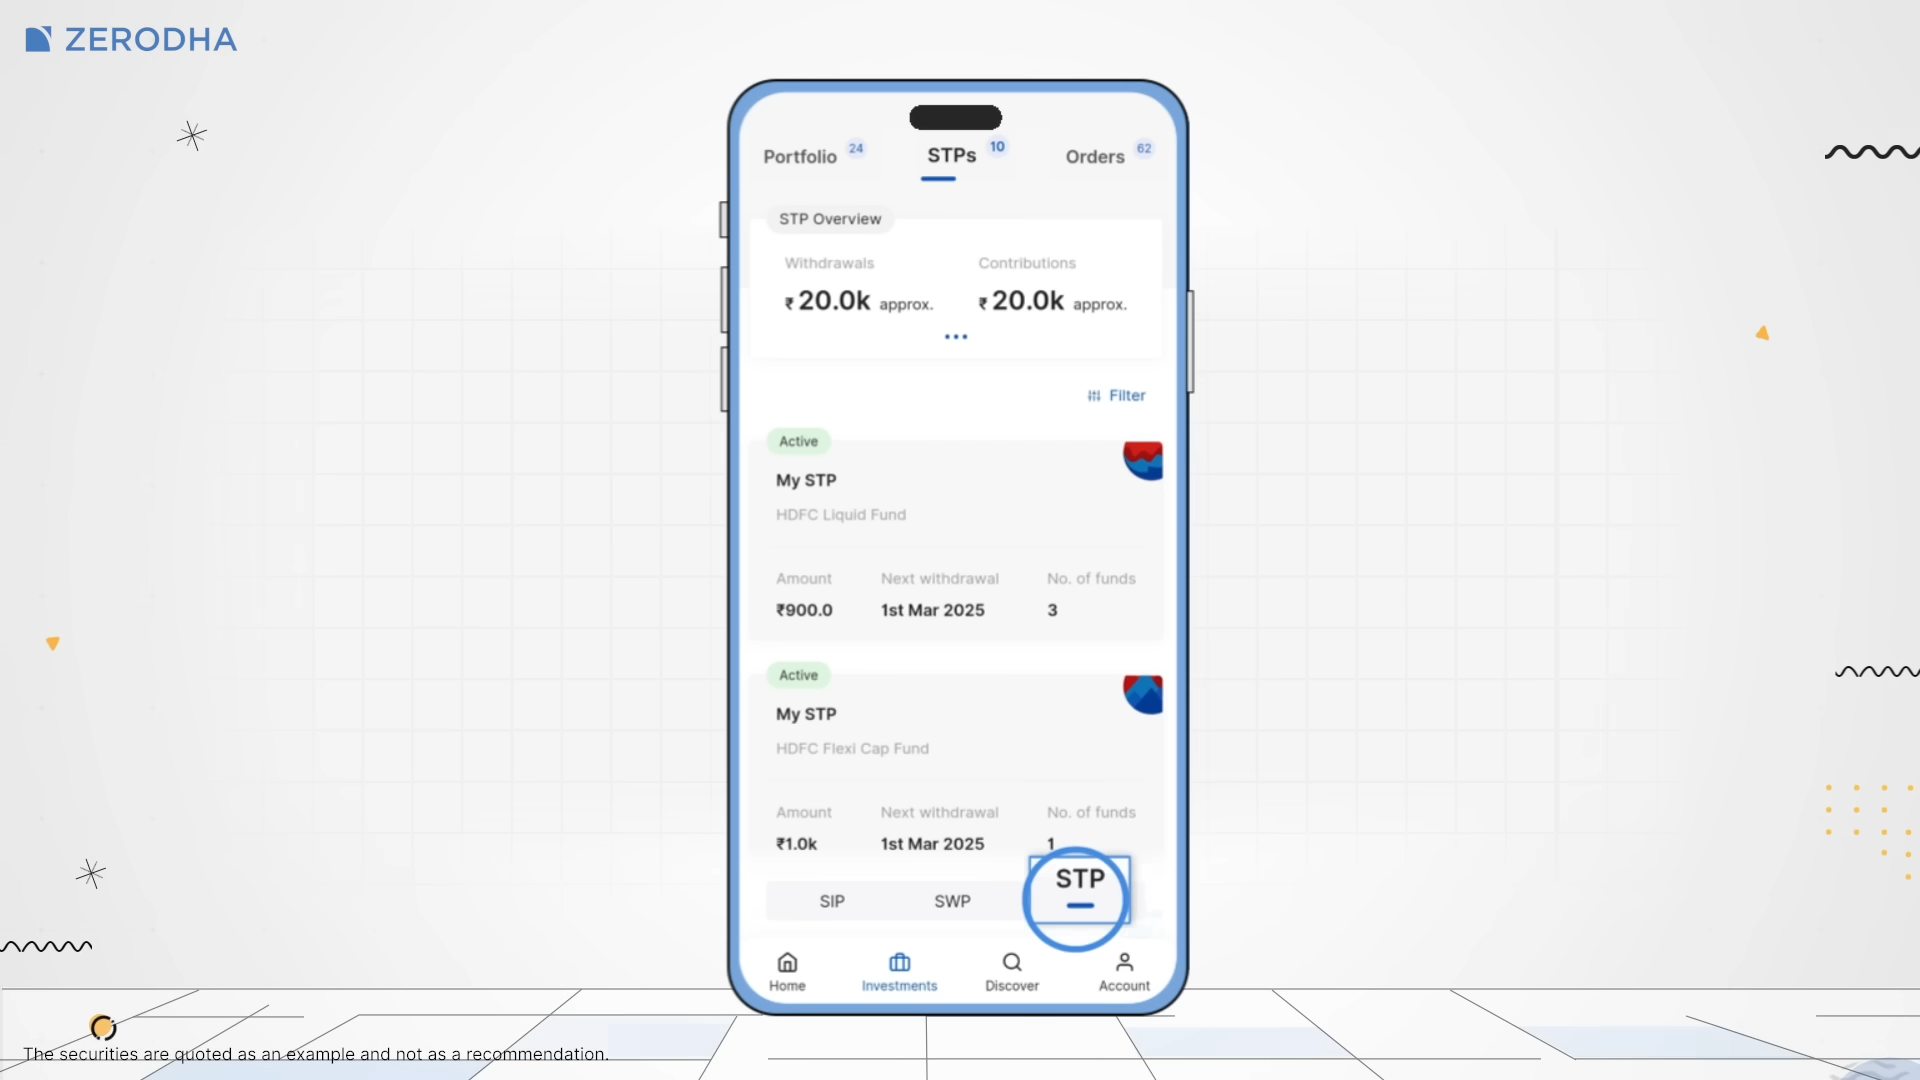 ZERODHA
Portfolio 24 STPs 10 Orders 62
STP Overview
Withdrawals Contributions
₹ 20.0k approx. ₹ 20.0k approx.
Filter
Active
My STP
HDFC Liquid Fund
Amount Next withdrawal No. of funds
₹900.0 1st Mar 2025 3
Active
My STP
HDFC Flexi Cap Fund
Amount Next withdrawal No. of funds
₹1.0k 1st Mar 2025 1
SIP SWP STP
Home Investments Discover Account
The securities are quoted as an example and not as a recommendation.